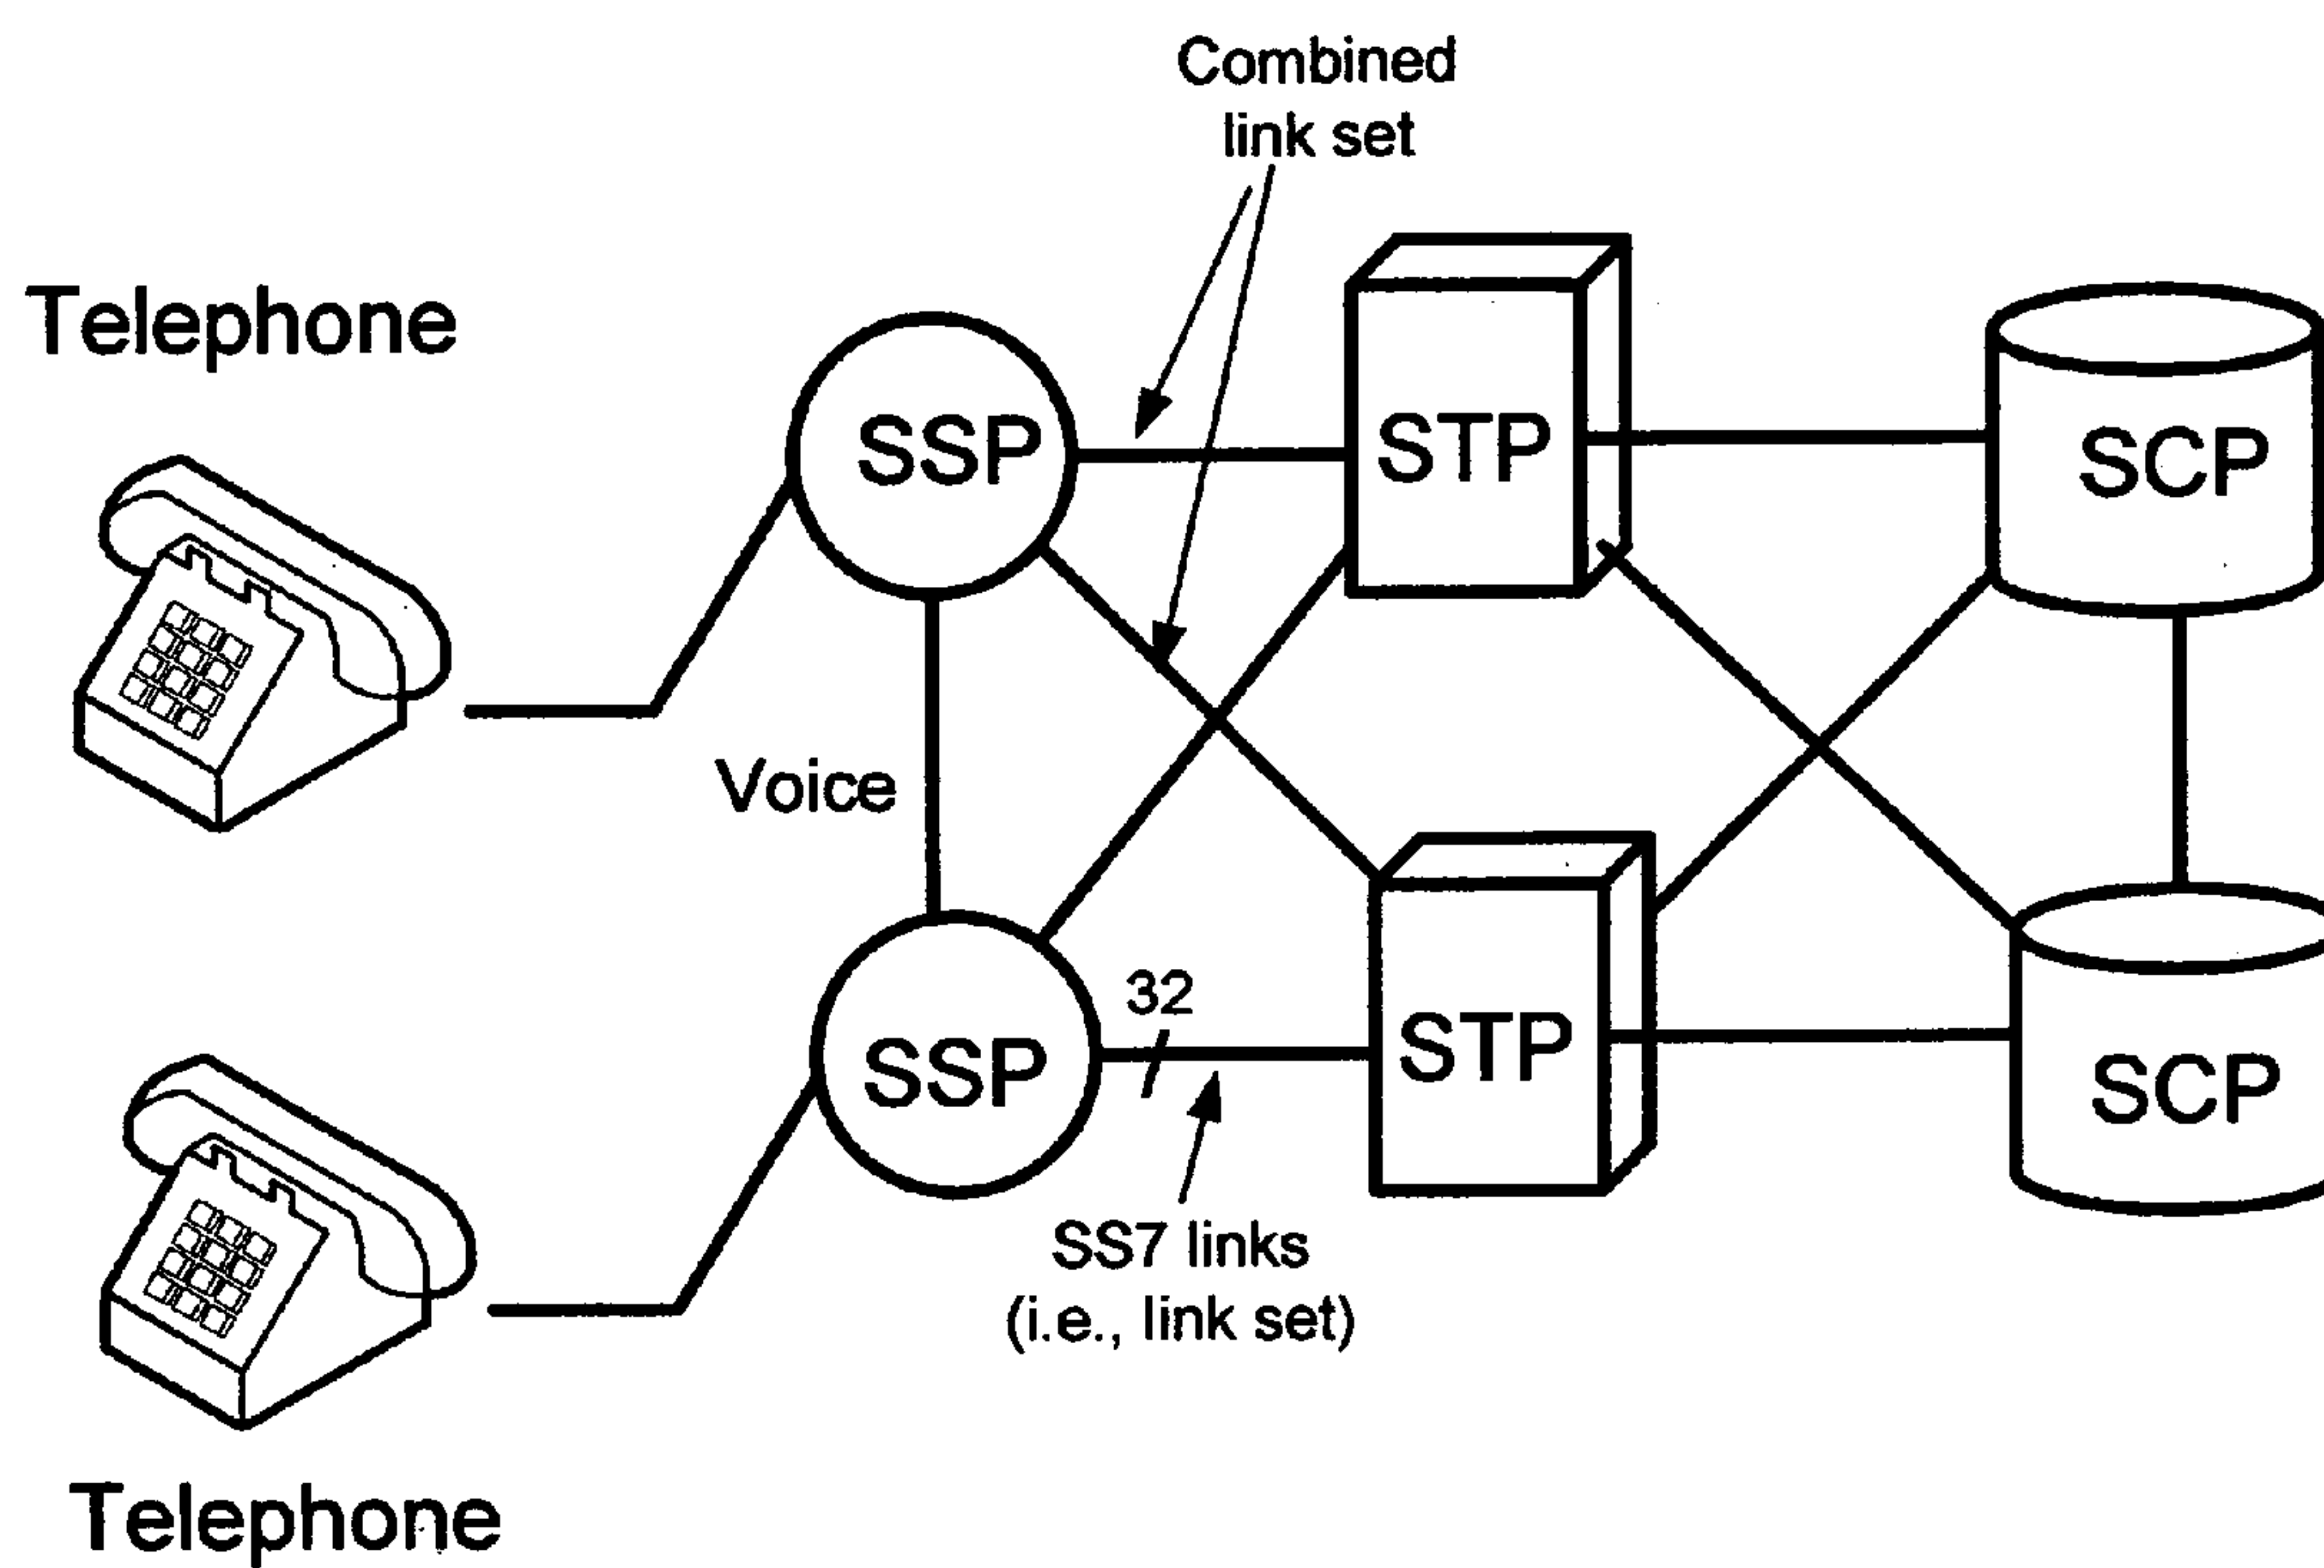 Combined
link set
Telephone
SSP
STP
SCP
Voice
32
SSP
STP
SCP
SS7 links
(i.e., link set)
Telephone